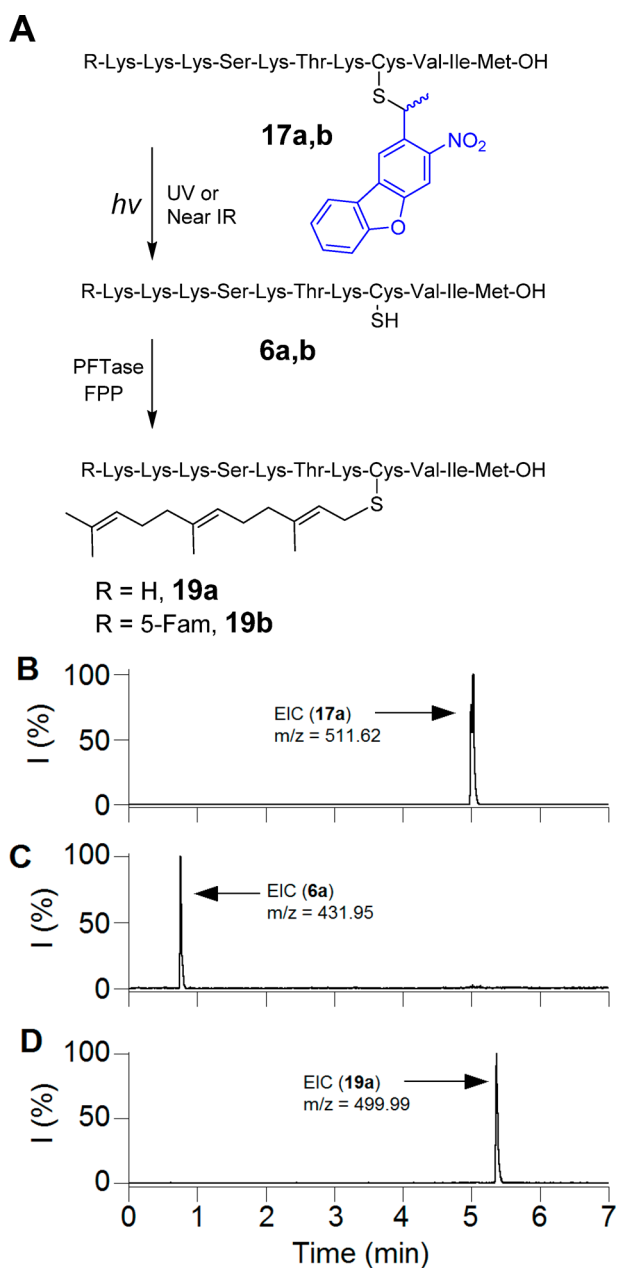 A
R-Lys-Lys-Lys-Ser-Lys-Thr-Lys-Cys-Val-Ile-Met-OH
S
17a,b
NO2
O
hv
UV or
Near IR
R-Lys-Lys-Lys-Ser-Lys-Thr-Lys-Cys-Val-Ile-Met-OH
SH
6a,b
PFTase
FPP
R-Lys-Lys-Lys-Ser-Lys-Thr-Lys-Cys-Val-Ile-Met-OH
S
R = H, 19a
R = 5-Fam, 19b
B
I (%)
100
50
0
EIC (17a)
m/z = 511.62
C
I (%)
100
50
0
EIC (6a)
m/z = 431.95
D
I (%)
100
50
0
EIC (19a)
m/z = 499.99
0 1 2 3 4 5 6 7
Time (min)